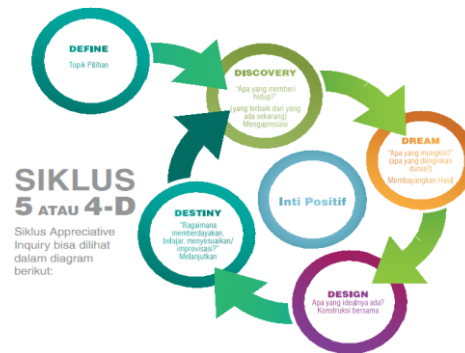 DEFINE
Topik Pilihan
DISCOVERY
"Apa yang memberi
hidup?"
(yang terbaik dari yang
ada sekarang)
Mengapresiasi
DREAM
"Apa yang mungkin?"
(apa yang diinginkan
dunia?)
Membayangkan Hasil
SIKLUS
5 ATAU 4-D
Siklus Appreciative
Inquiry bisa dilihat
dalam diagram
berikut:
Inti Positif
DESTINY
"Bagaimana
memberdayakan,
belajar, menyesuaikan/
improvisasi?"
Melanjutkan
DESIGN
Apa yang idealnya ada?
Konstruksi bersama